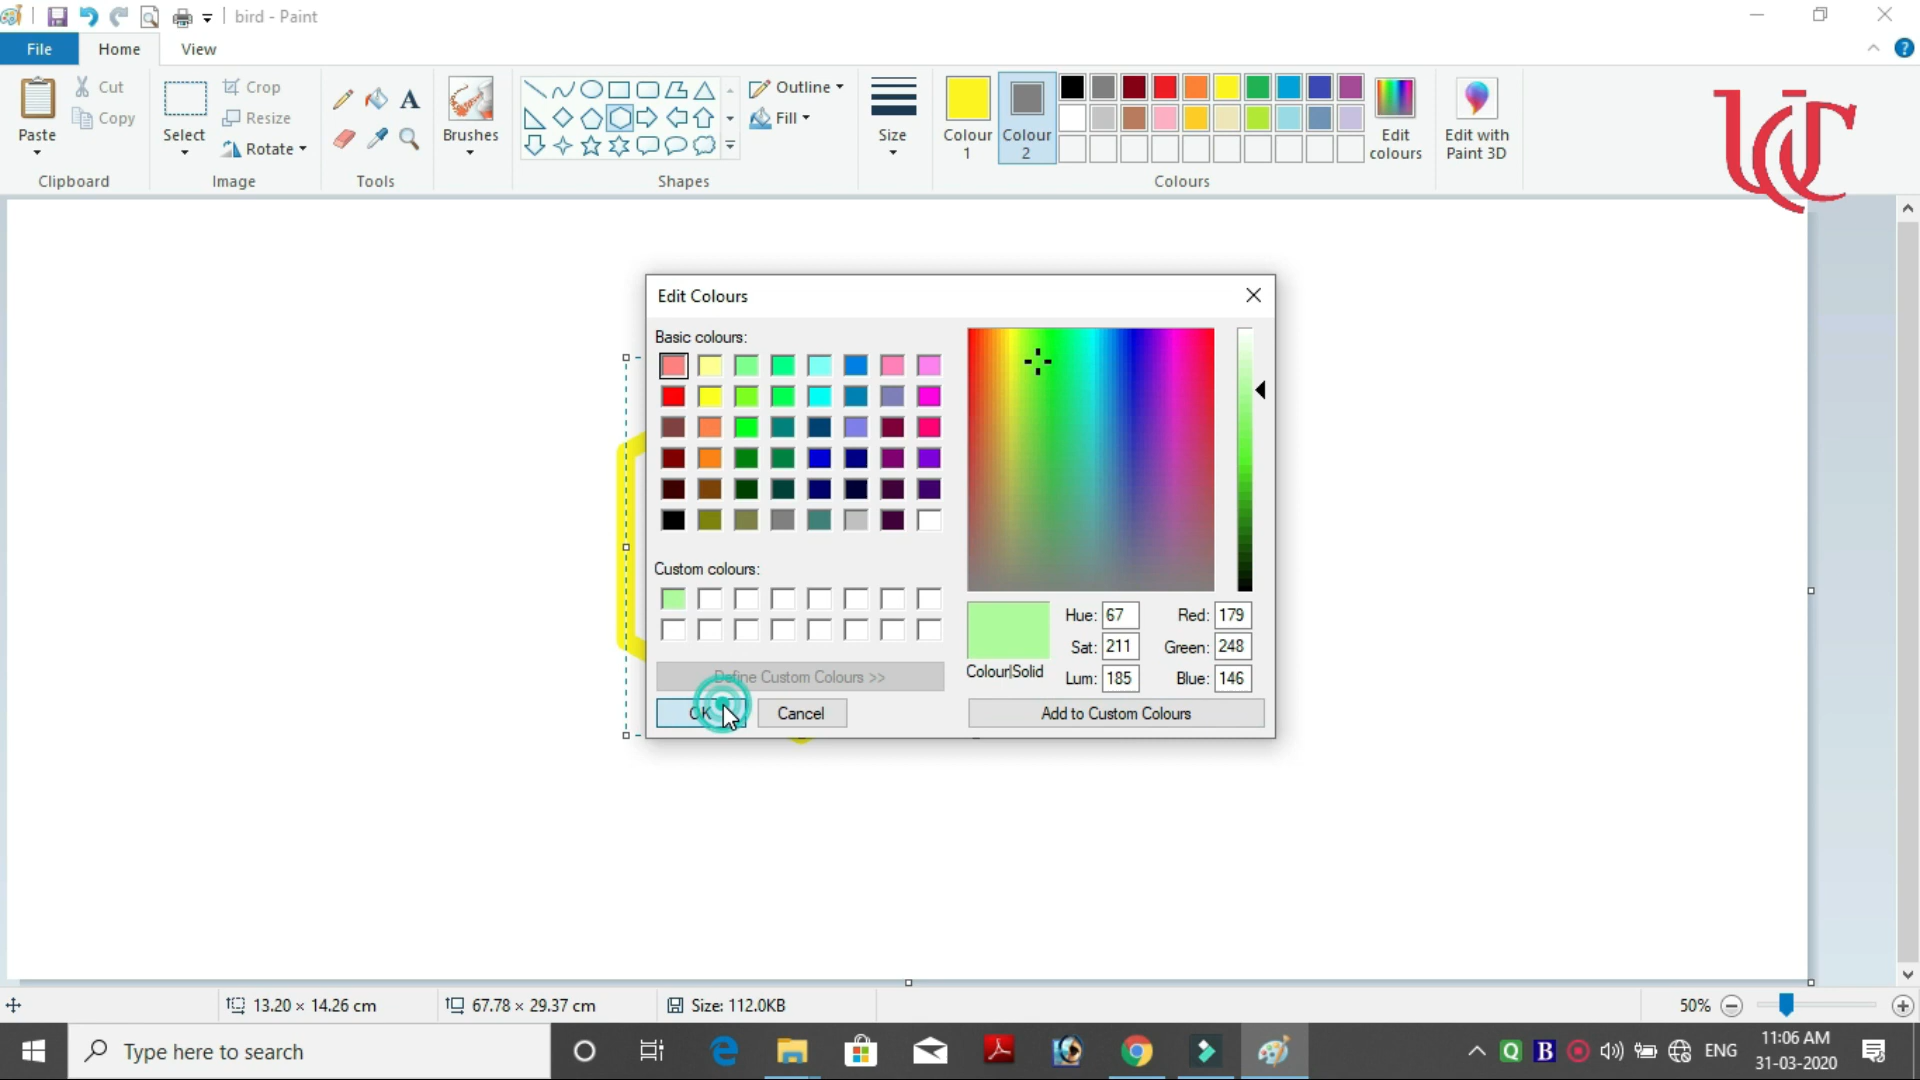 bird - Paint
File Home View
Paste
Cut
Copy
Clipboard
Select
Crop
Resize
Rotate
Image
A
Tools
Brushes
Outline
Fill
Shapes
Size
Colour 1
Colour 2
Edit colours
Edit with Paint 3D
Colours
UCC
Edit Colours
Basic colours:
Custom colours:
Define Custom Colours >>
OK Cancel
Colour|Solid
Hue: 67 Red: 179
Sat: 211 Green: 248
Lum: 185 Blue: 146
Add to Custom Colours
13.20 × 14.26 cm 67.78 × 29.37 cm Size: 112.0KB 50%
Type here to search
Q B ENG
11:06 AM
31-03-2020